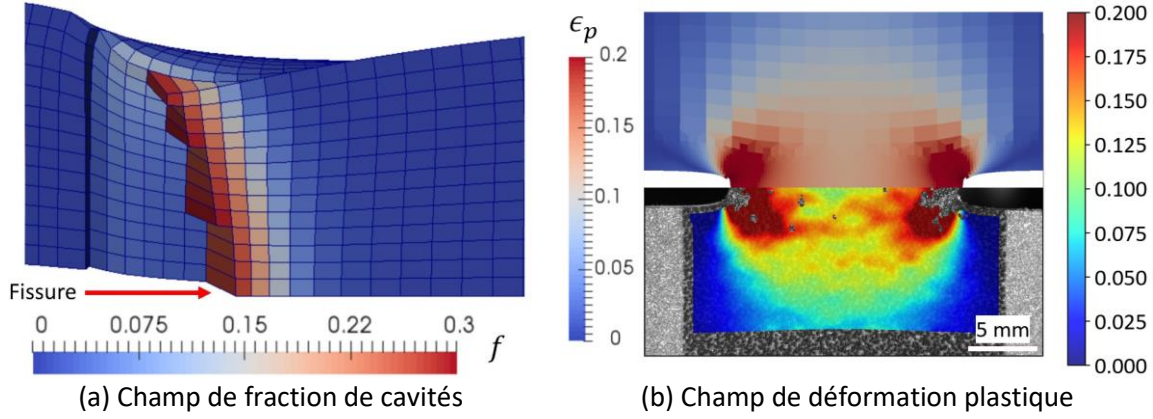 Fissure
0 0.075 0.15 0.22 0.3 f
(a) Champ de fraction de cavités
ϵp
0.2
0.15
0.1
0.05
0
5 mm
0.200
0.175
0.150
0.125
0.100
0.075
0.050
0.025
0.000
(b) Champ de déformation plastique